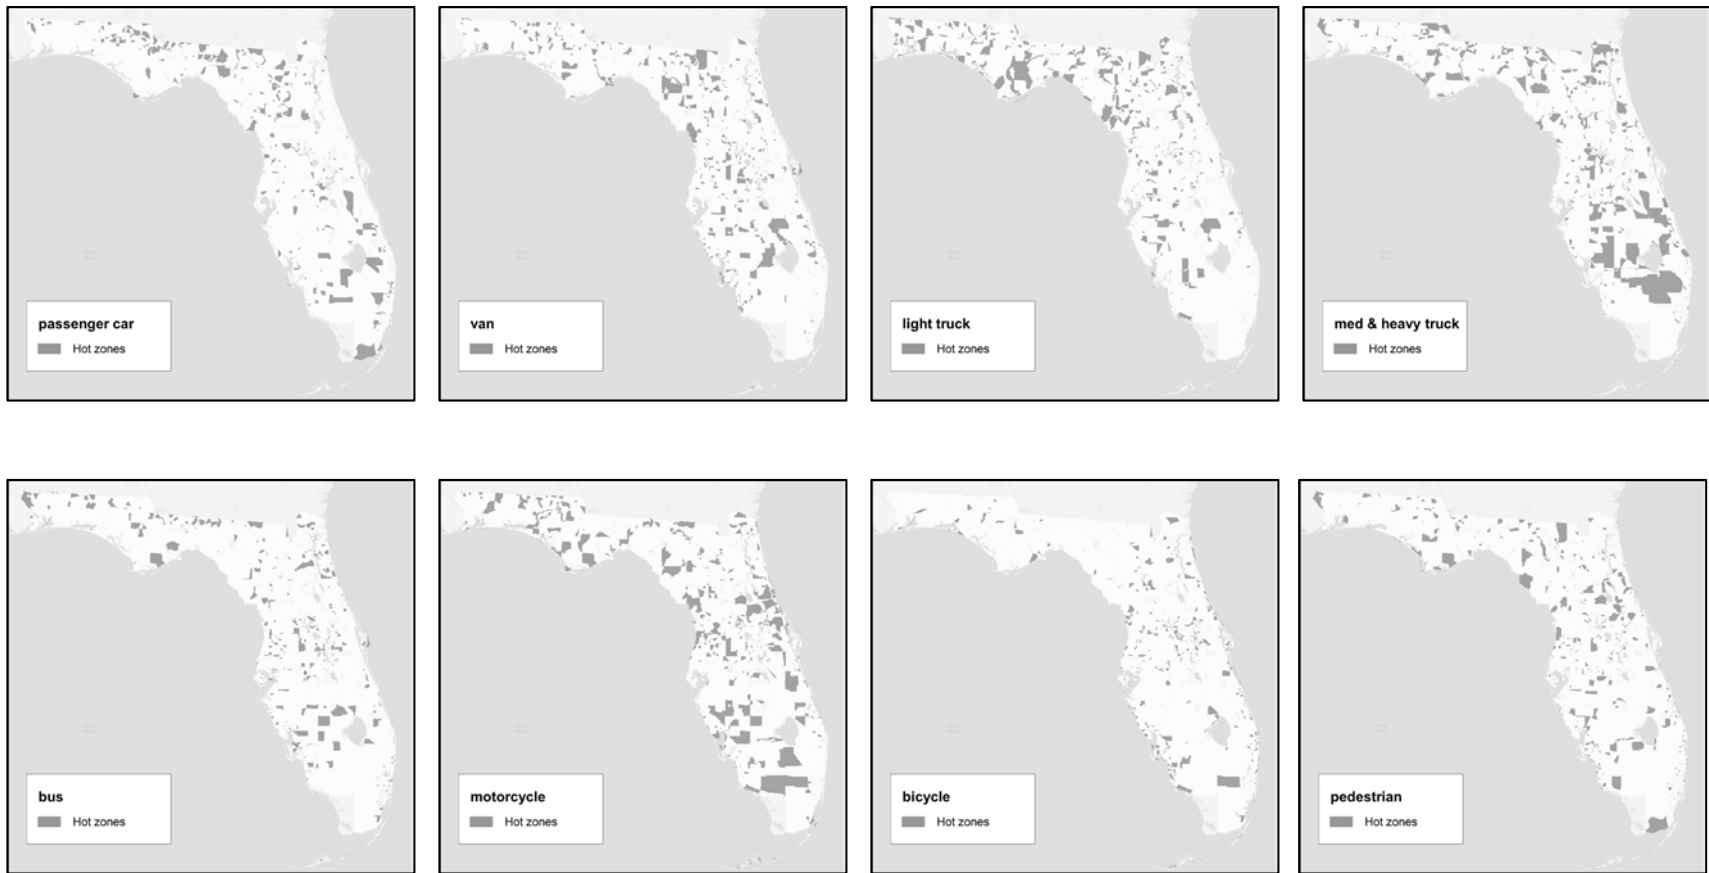 passenger car
Hot zones
van
Hot zones
light truck
Hot zones
med & heavy truck
Hot zones
bus
Hot zones
motorcycle
Hot zones
bicycle
Hot zones
pedestrian
Hot zones